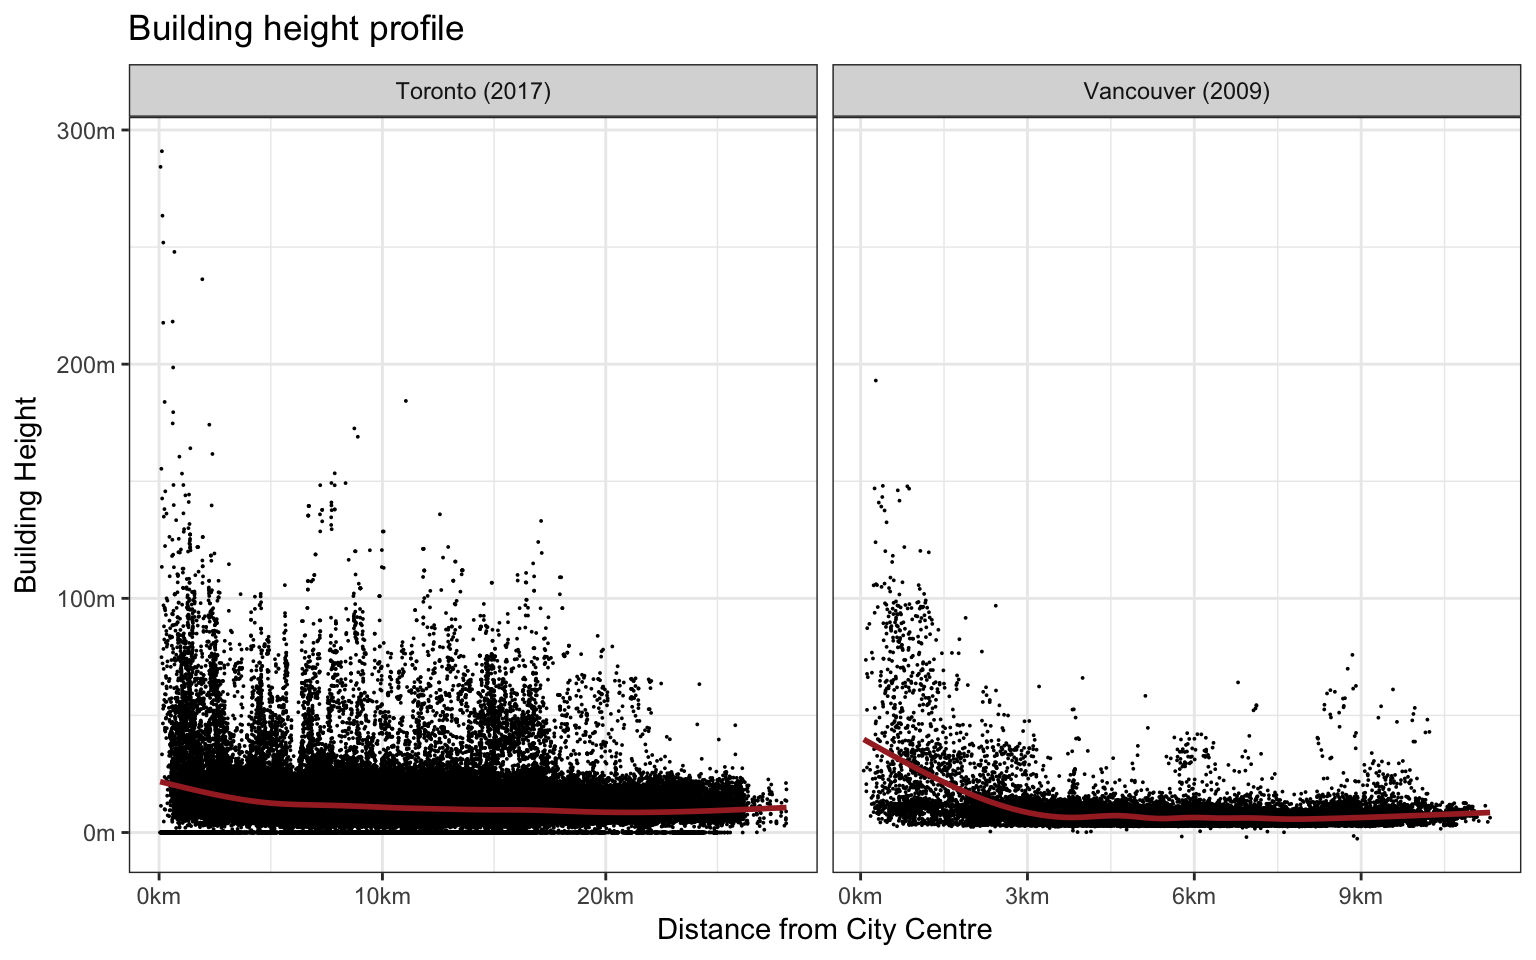 Building height profile
Toronto (2017)
Vancouver (2009)
300m
200m
100m
0m
Building Height
0km
10km
20km
0km
3km
6km
9km
Distance from City Centre